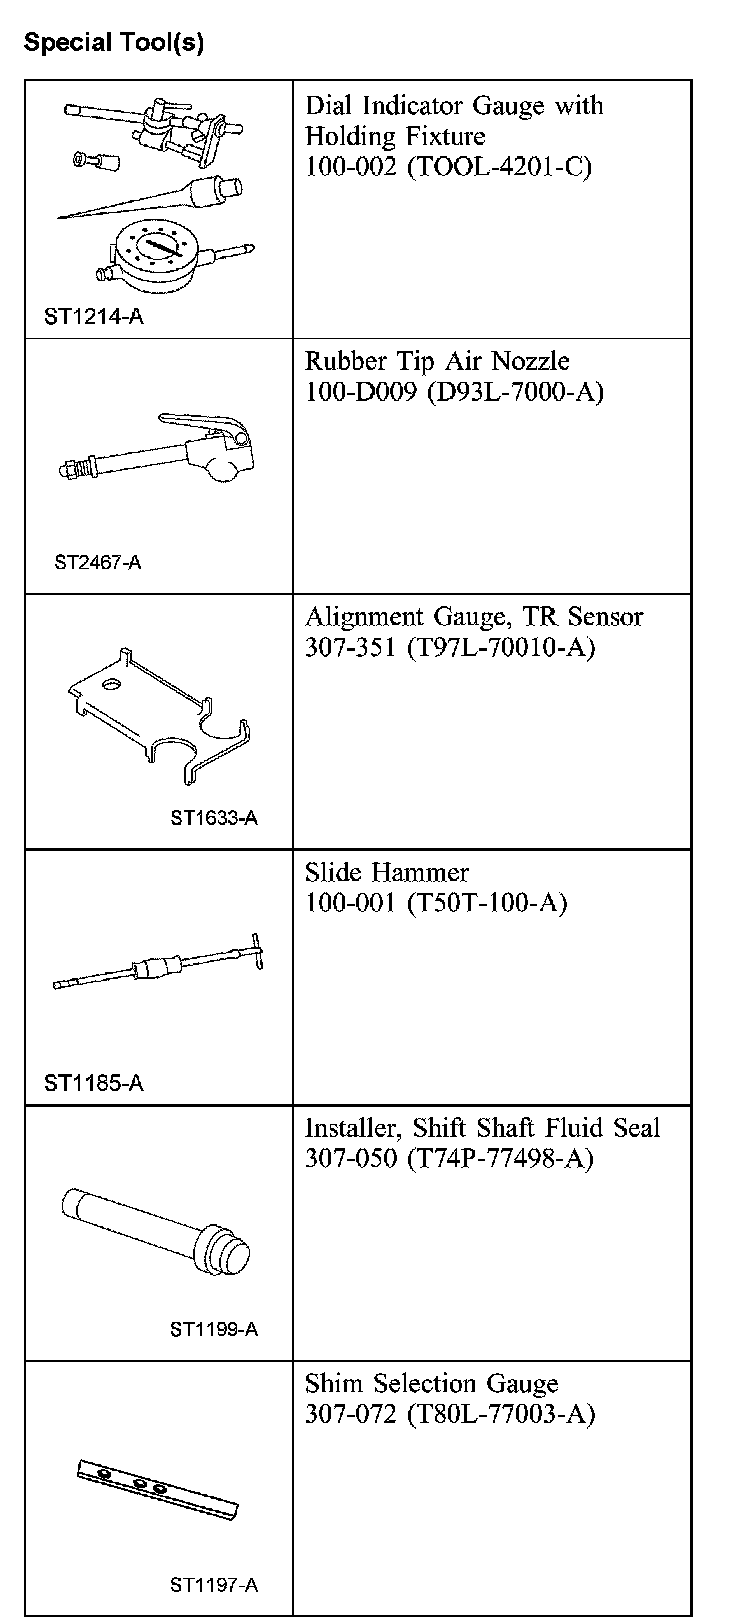 Special Tool(s)
Dial Indicator Gauge with
Holding Fixture
100-002 (TOOL-4201-C)
ST1214-A
Rubber Tip Air Nozzle
100-D009 (D93L-7000-A)
ST2467-A
Alignment Gauge, TR Sensor
307-351 (T97L-70010-A)
ST1633-A
Slide Hammer
100-001 (T50T-100-A)
ST1185-A
Installer, Shift Shaft Fluid Seal
307-050 (T74P-77498-A)
ST1199-A
Shim Selection Gauge
307-072 (T80L-77003-A)
ST1197-A